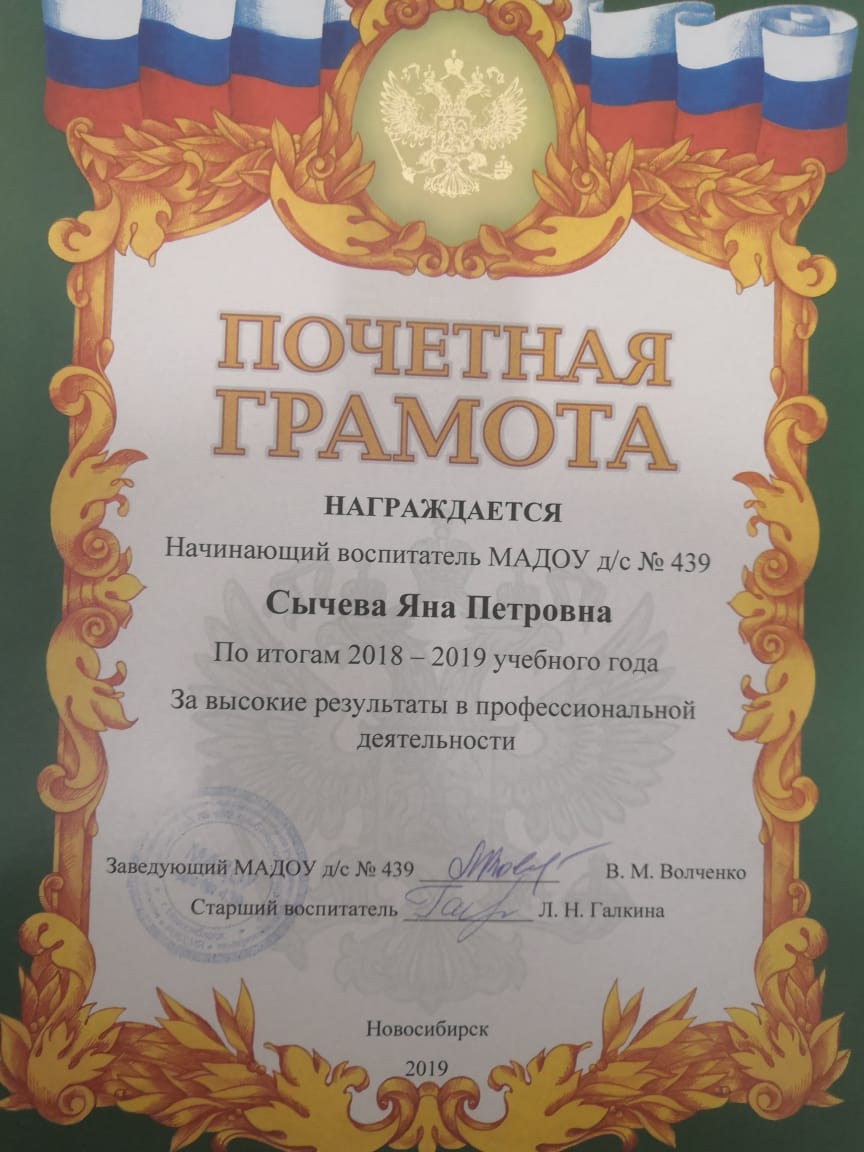 ПОЧЕТНАЯ
ГРАМОТА
НАГРАЖДАЕТСЯ
Начинающий воспитатель МАДОУ д/с № 439
Сычева Яна Петровна
По итогам 2018 – 2019 учебного года
За высокие результаты в профессиональной
деятельности
Заведующий МАДОУ д/с № 439 В. М. Волченко
Старший воспитатель Л. Н. Галкина
Новосибирск
2019